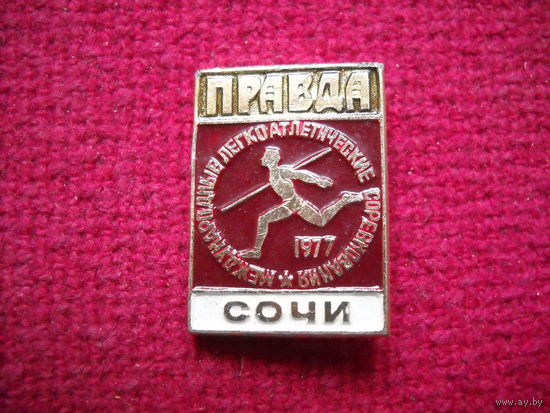 ПРАВДА
МЕЖДУНАРОДНЫЕ ЛЕГКОАТЛЕТИЧЕСКИЕ СОРЕВНОВАНИЯ
1977
СОЧИ
© www.ay.by